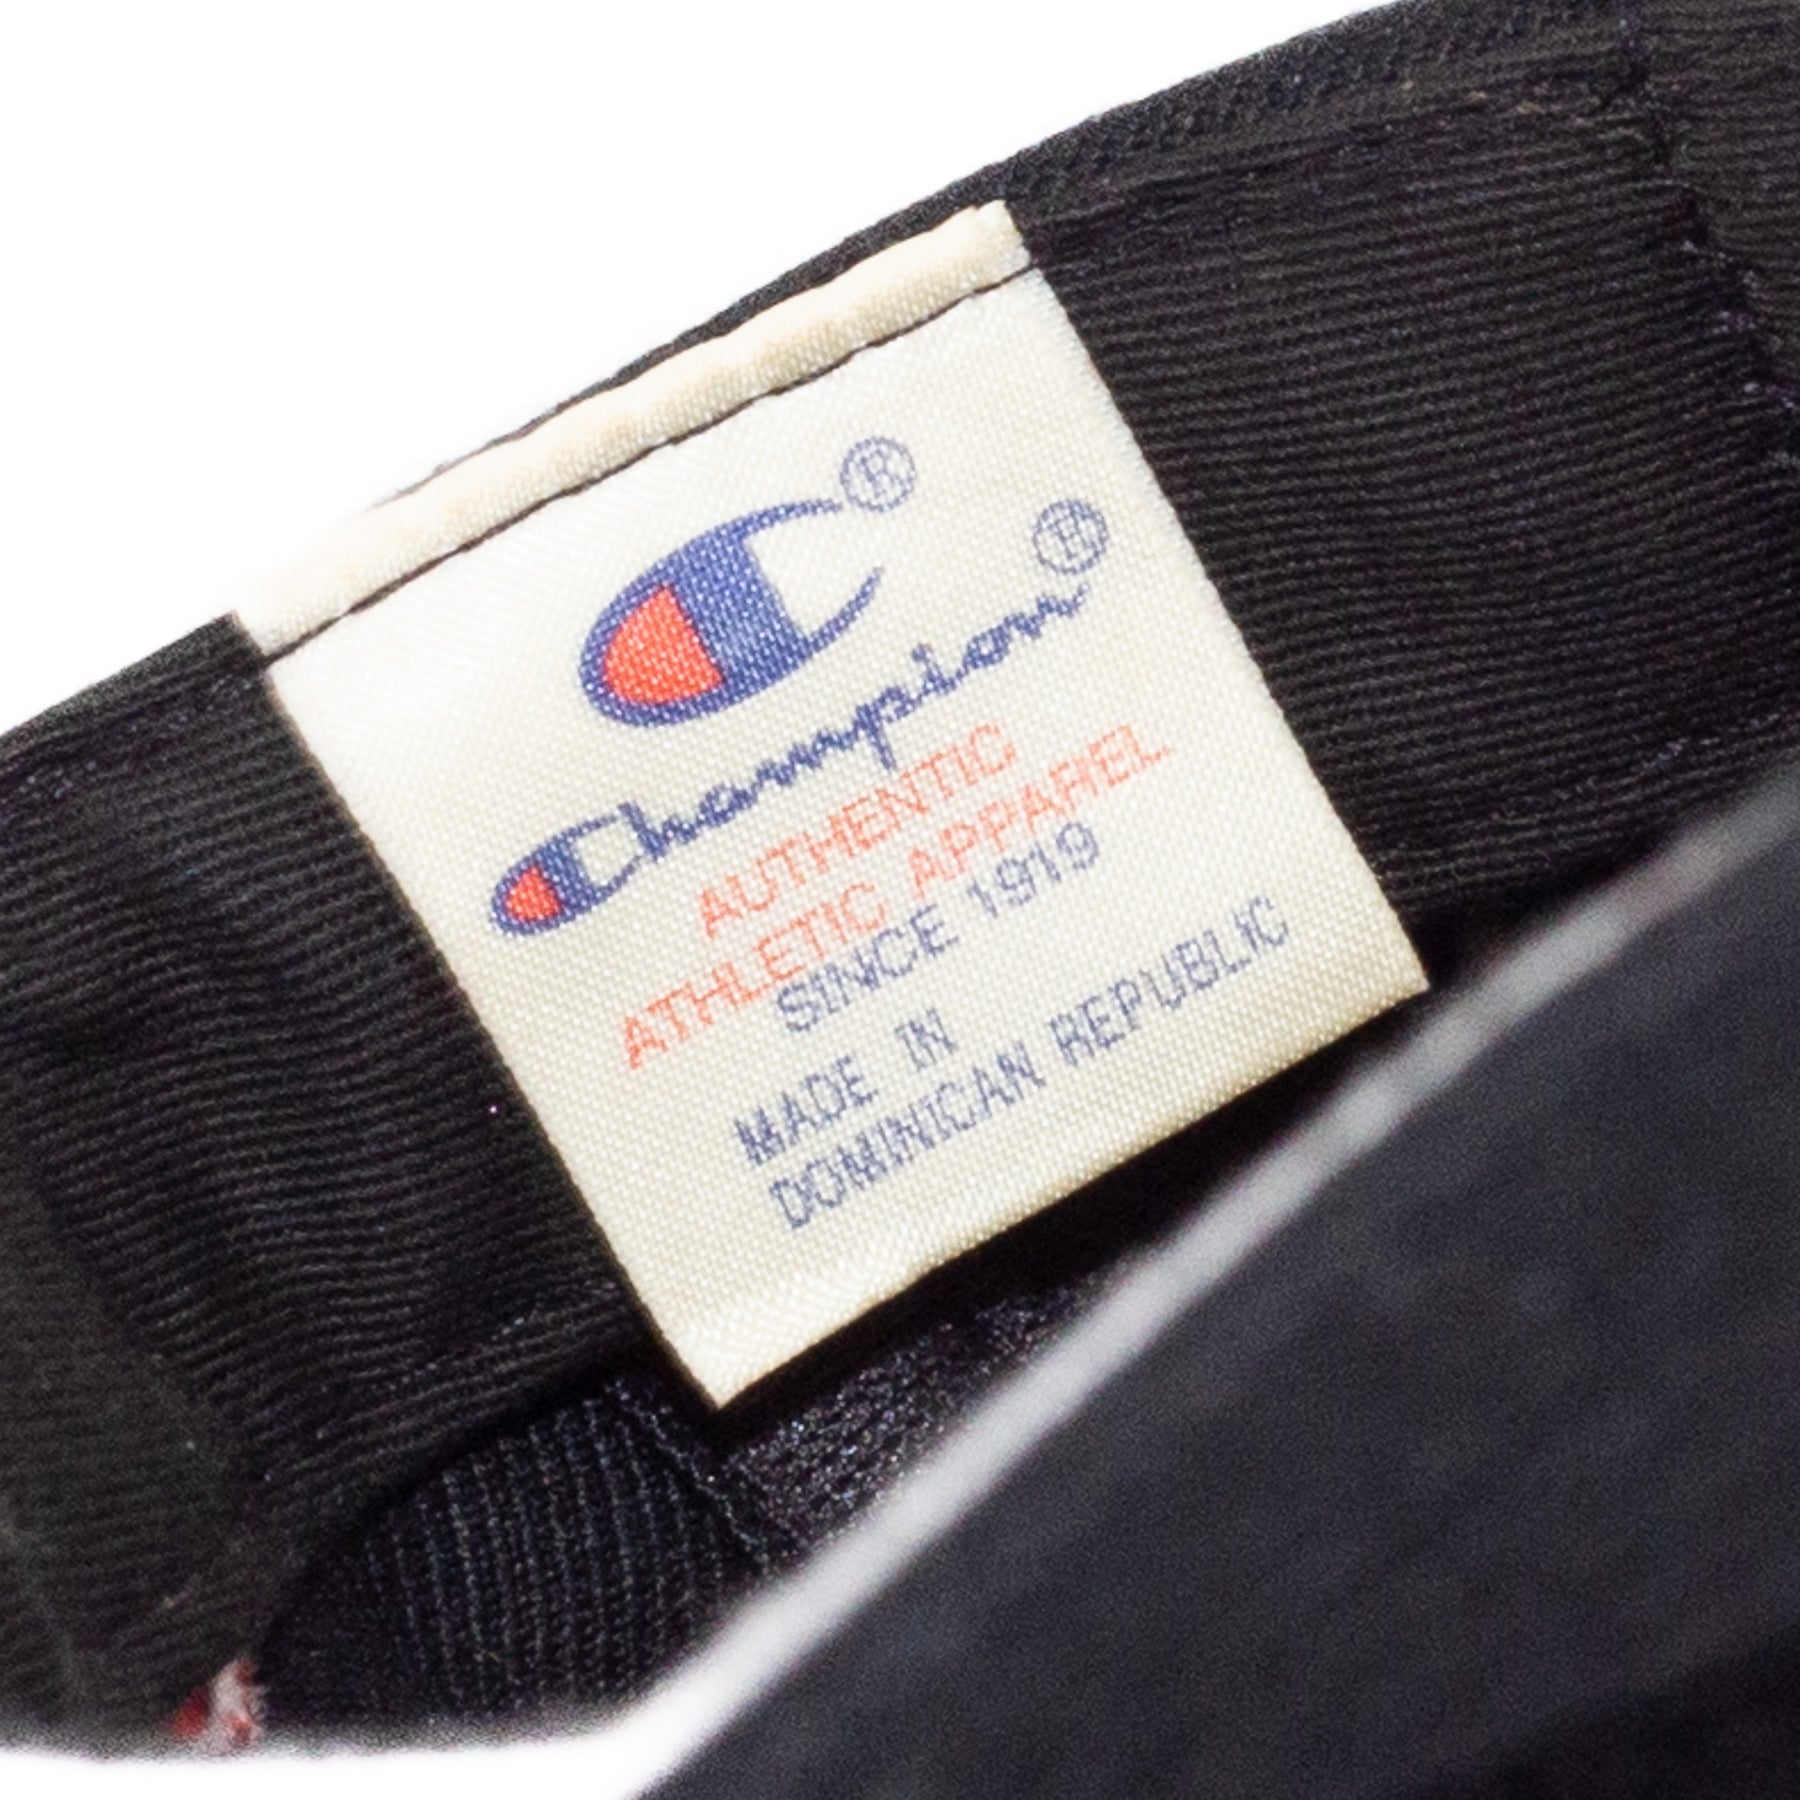 C®
Champion®
AUTHENTIC
ATHLETIC APPAREL
SINCE 1919
MADE IN
DOMINICAN REPUBLIC